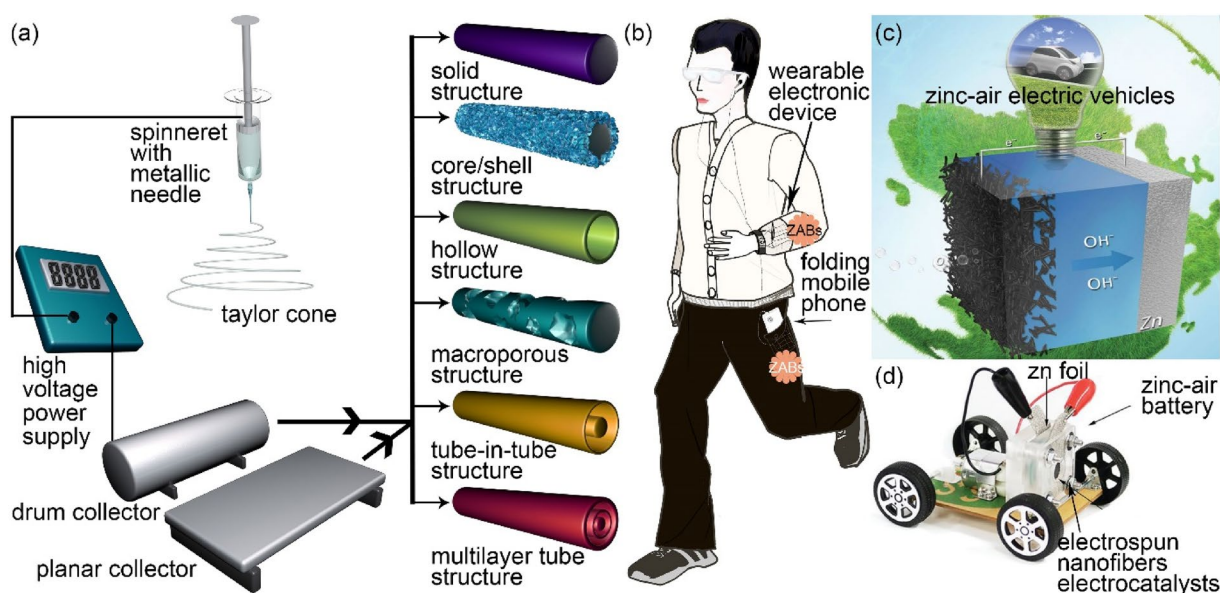 (a)
spinneret
with
metallic
needle
8888
taylor cone
high
voltage
power
supply
drum collector
planar collector
solid
structure
core/shell
structure
hollow
structure
macroporous
structure
tube-in-tube
structure
multilayer tube
structure
(b)
wearable
electronic
device
ZABs
folding
mobile
phone
ZABs
(c)
zinc-air electric vehicles
e⁻
e⁻
OH⁻
OH⁻
Zn
(d)
zn foil
zinc-air
battery
electrospun
nanofibers
electrocatalysts